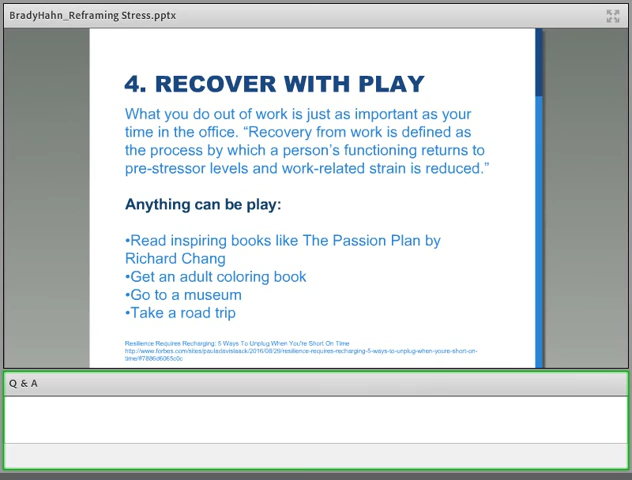 BradyHahn_Reframing Stress.pptx
4. RECOVER WITH PLAY
What you do out of work is just as important as your
time in the office. “Recovery from work is defined as
the process by which a person’s functioning returns to
pre-stressor levels and work-related strain is reduced.”
Anything can be play:
•Read inspiring books like The Passion Plan by
Richard Chang
•Get an adult coloring book
•Go to a museum
•Take a road trip
Resilience Requires Recharging: 5 Ways To Unplug When You're Short On Time
Q & A